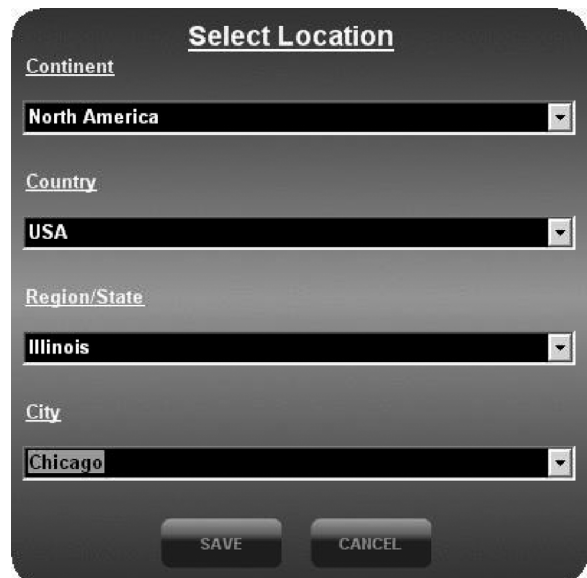 Select Location
Continent
North America
Country
USA
Region/State
Illinois
City
Chicago
SAVE CANCEL